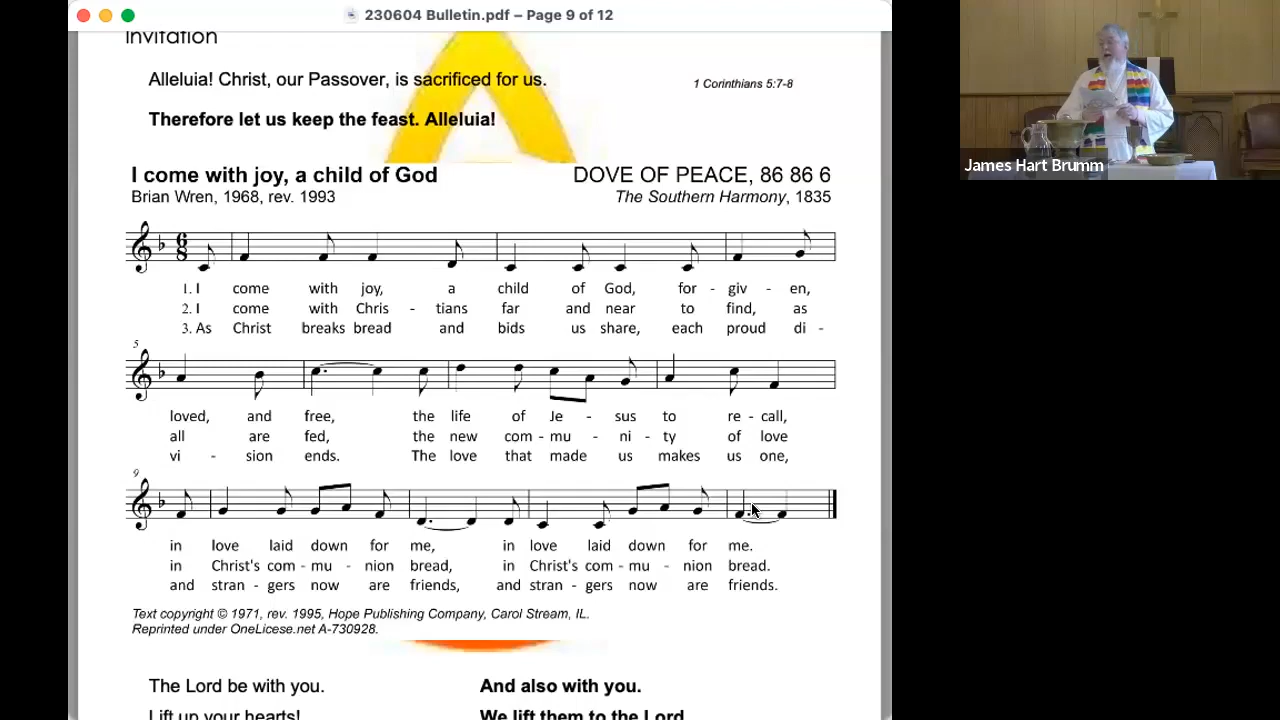 230604 Bulletin.pdf – Page 9 of 12
Invitation
Alleluia! Christ, our Passover, is sacrificed for us.
1 Corinthians 5:7-8
Therefore let us keep the feast. Alleluia!
I come with joy, a child of God
DOVE OF PEACE, 86 86 6
Brian Wren, 1968, rev. 1993
The Southern Harmony, 1835
6
8
1. I come with joy, a child of God, for - giv - en,
2. I come with Chris - tians far and near to find, as
3. As Christ breaks bread and bids us share, each proud di -
5
loved, and free, the life of Je - sus to re - call,
all are fed, the new com - mu - ni - ty of love
vi - sion ends. The love that made us makes us one,
9
in love laid down for me, in love laid down for me.
in Christ's com - mu - nion bread, in Christ's com - mu - nion bread.
and stran - gers now are friends, and stran - gers now are friends.
Text copyright © 1971, rev. 1995, Hope Publishing Company, Carol Stream, IL.
Reprinted under OneLicese.net A-730928.
The Lord be with you.
And also with you.
Lift up your hearts!
We lift them to the Lord
James Hart Brumm